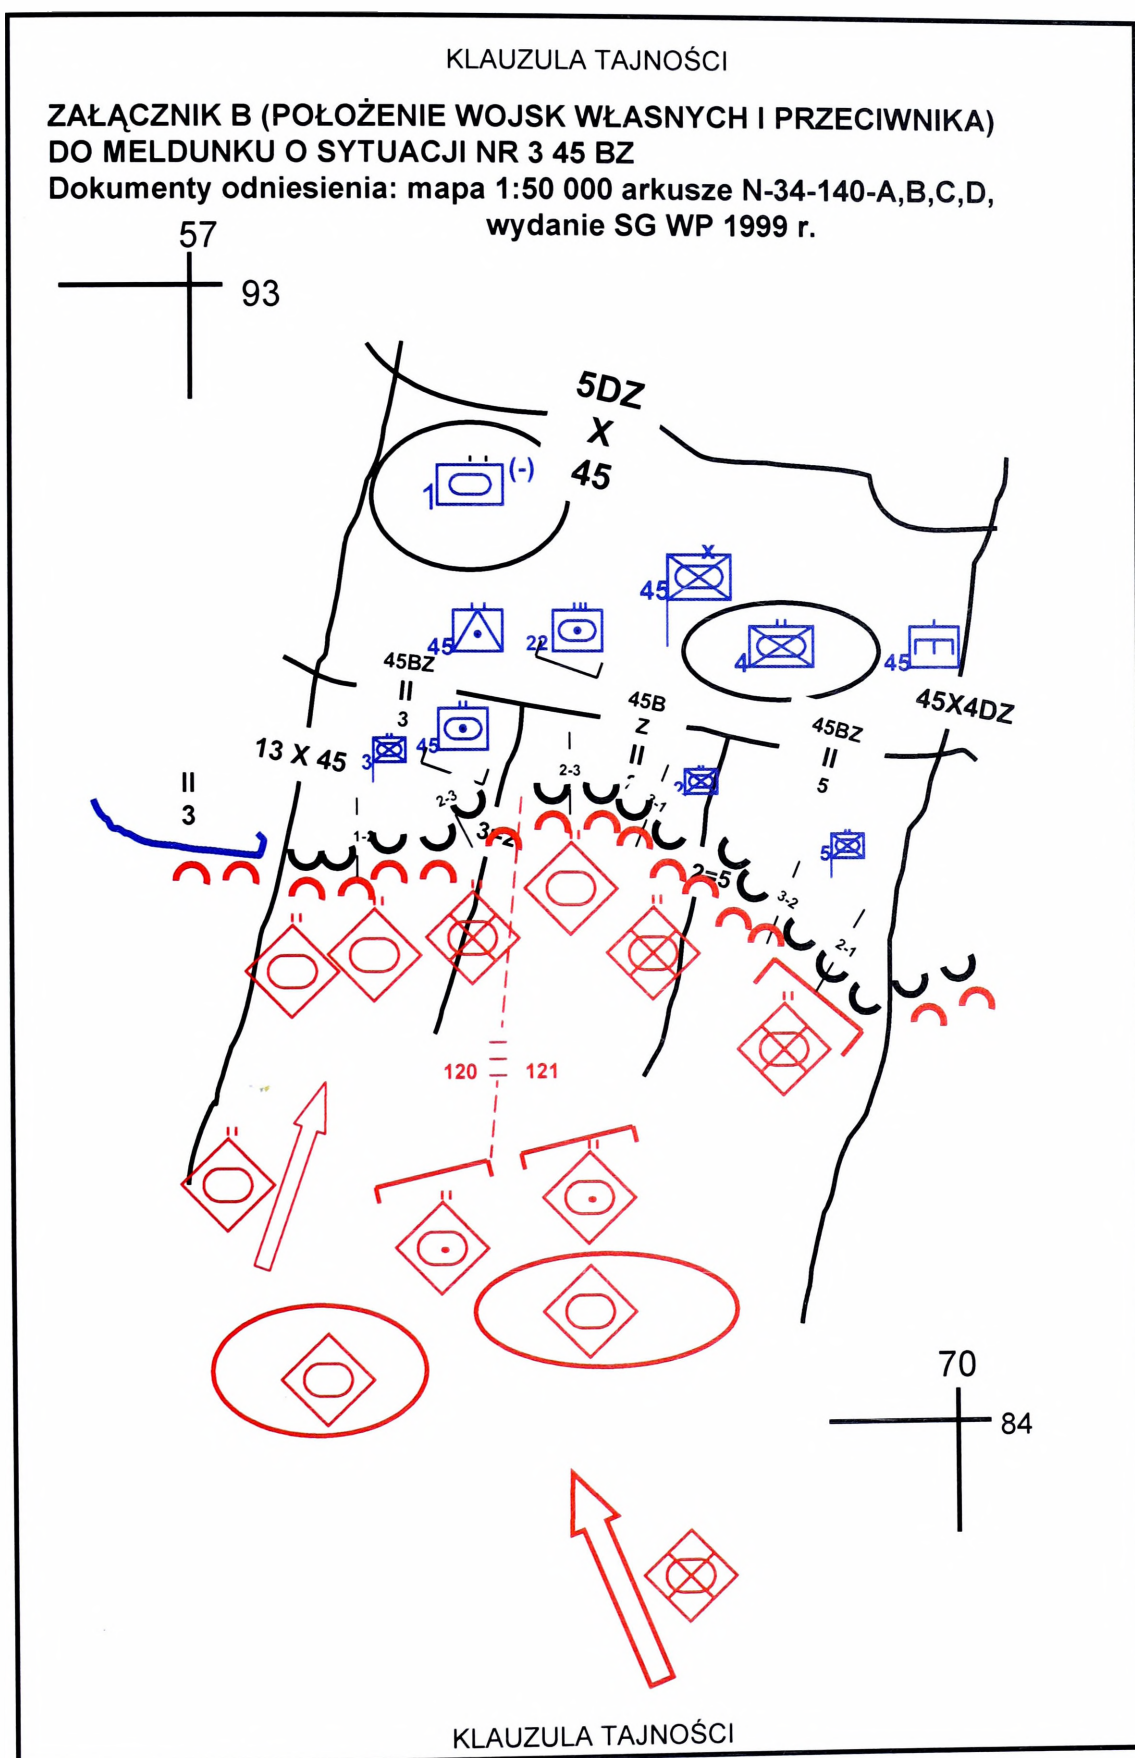 KLAUZULA TAJNOŚCI
ZAŁĄCZNIK B (POŁOŻENIE WOJSK WŁASNYCH I PRZECIWNIKA)
DO MELDUNKU O SYTUACJI NR 3 45 BZ
Dokumenty odniesienia: mapa 1:50 000 arkusze N-34-140-A,B,C,D,
wydanie SG WP 1999 r.
57
93
5DZ
X
45
1
(-)
X
45
45
22
4
45
45BZ
II
3
45B
Z
II
45BZ
II
5
45X4DZ
13 X 45
3
45
II
3
2-3
2-3
3-1
2
1-2
3=2
2=5
5
3-2
2-1
120
121
70
84
KLAUZULA TAJNOŚCI